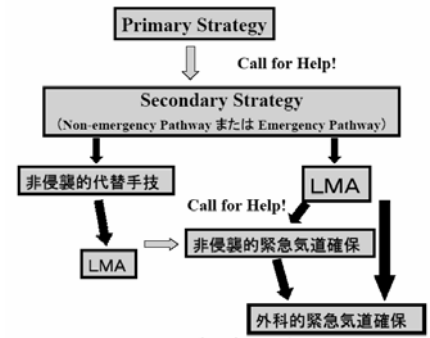 Primary Strategy
Call for Help!
Secondary Strategy
（Non-emergency Pathway または Emergency Pathway）
非侵襲的代替手技
LMA
Call for Help!
LMA
非侵襲的緊急気道確保
外科的緊急気道確保